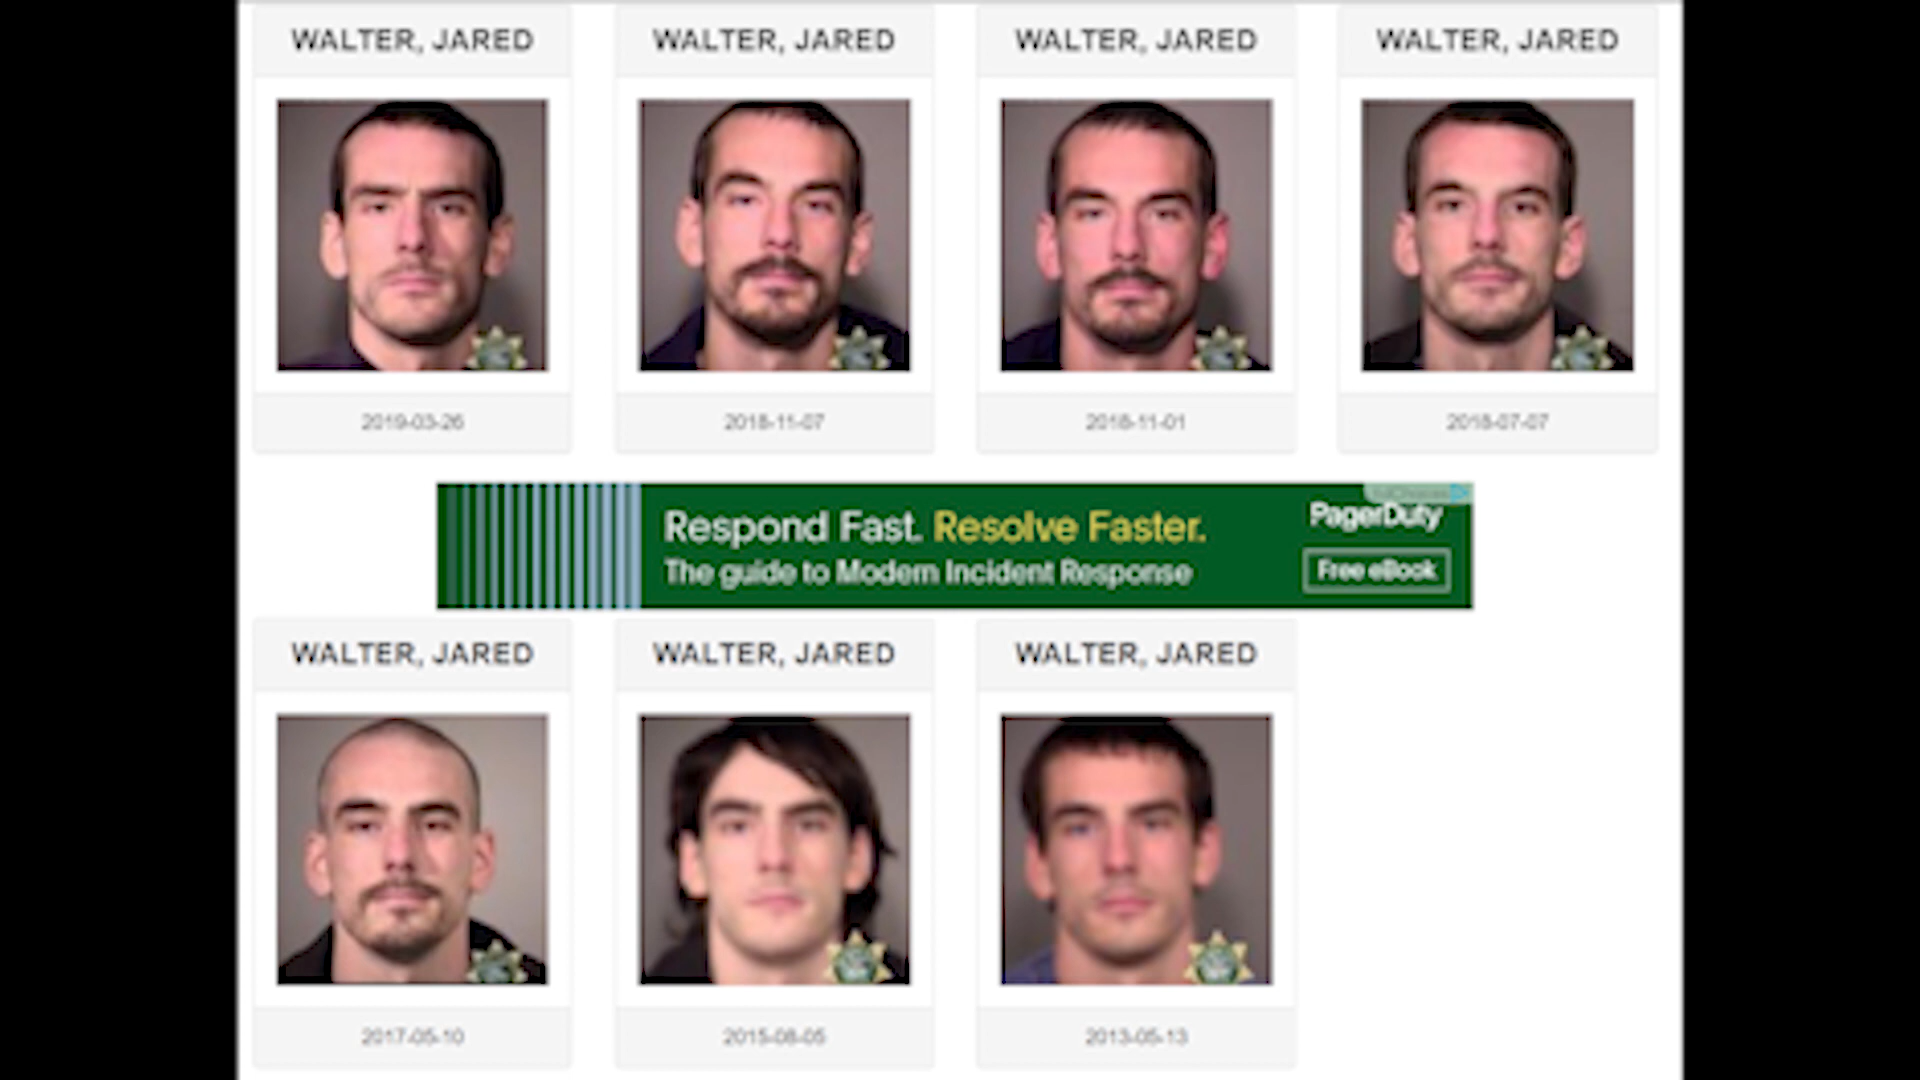 WALTER, JARED
WALTER, JARED
WALTER, JARED
WALTER, JARED
2019-03-26
2018-11-07
2018-11-01
2018-07-07
Respond Fast. Resolve Faster.
The guide to Modern Incident Response
PagerDuty
Free eBook
WALTER, JARED
WALTER, JARED
WALTER, JARED
2017-05-10
2015-08-05
2013-05-13